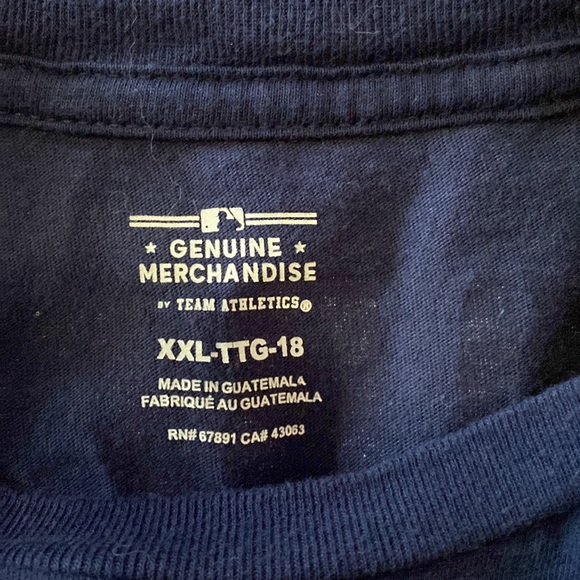 ★ GENUINE ★
MERCHANDISE
BY TEAM ATHLETICS®
XXL-TTG-18
MADE IN GUATEMALA
FABRIQUÉ AU GUATEMALA
RN# 67891 CA# 43063